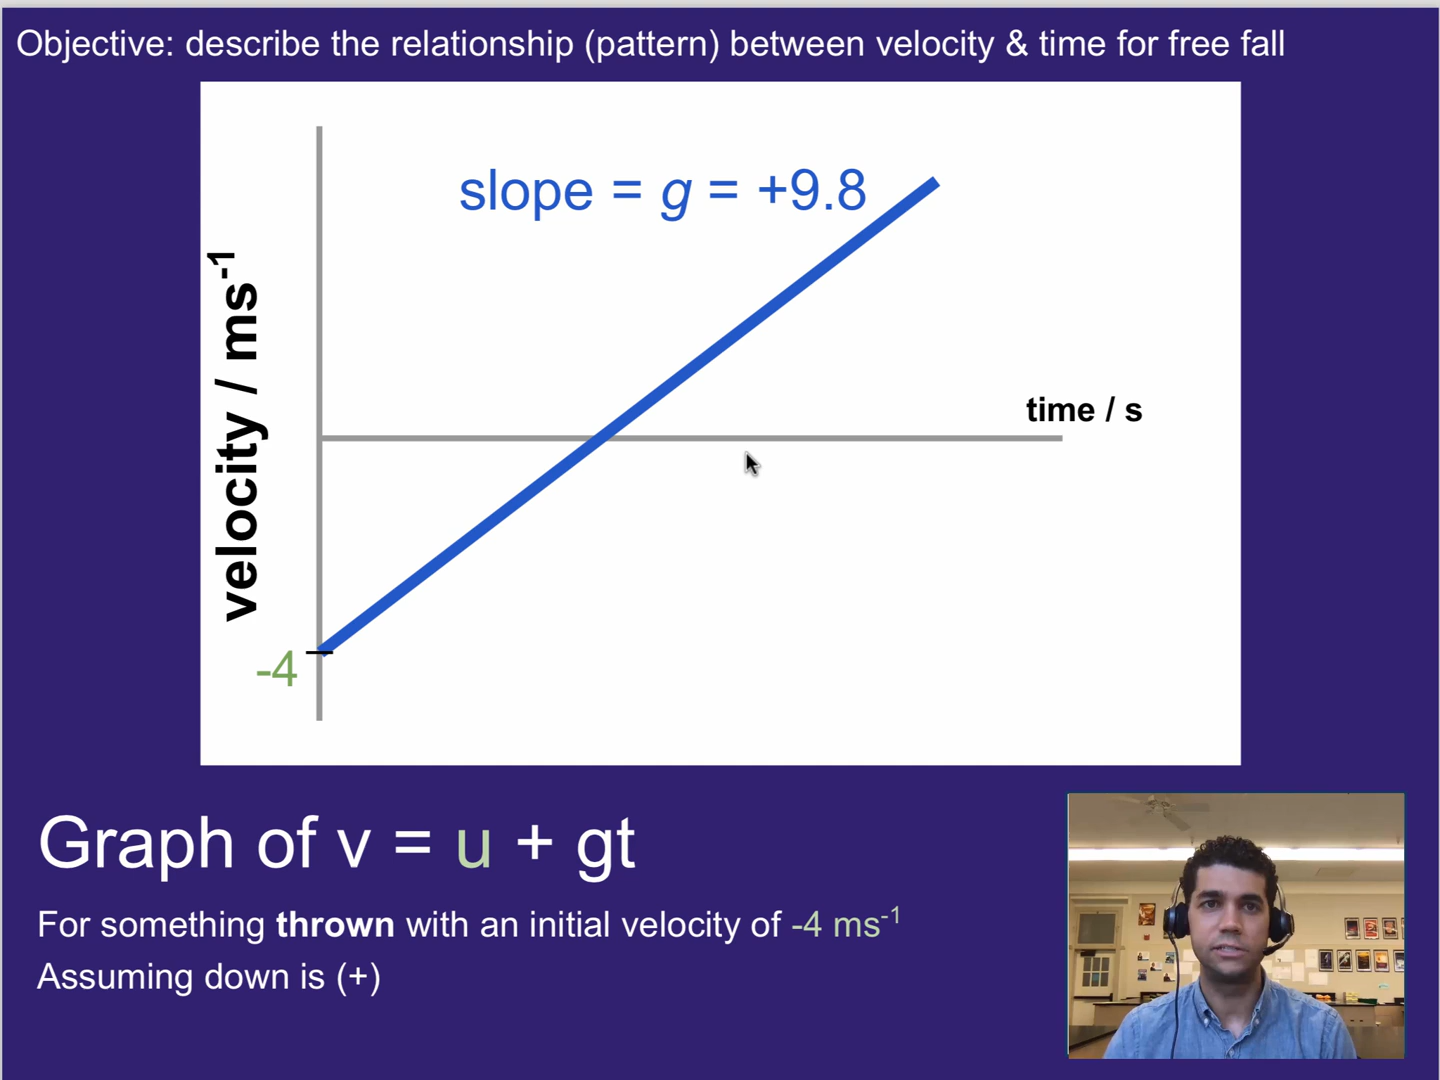 Objective: describe the relationship (pattern) between velocity & time for free fall
slope = g = +9.8
velocity / ms⁻¹
time / s
-4
Graph of v = u + gt
For something thrown with an initial velocity of -4 ms⁻¹
Assuming down is (+)